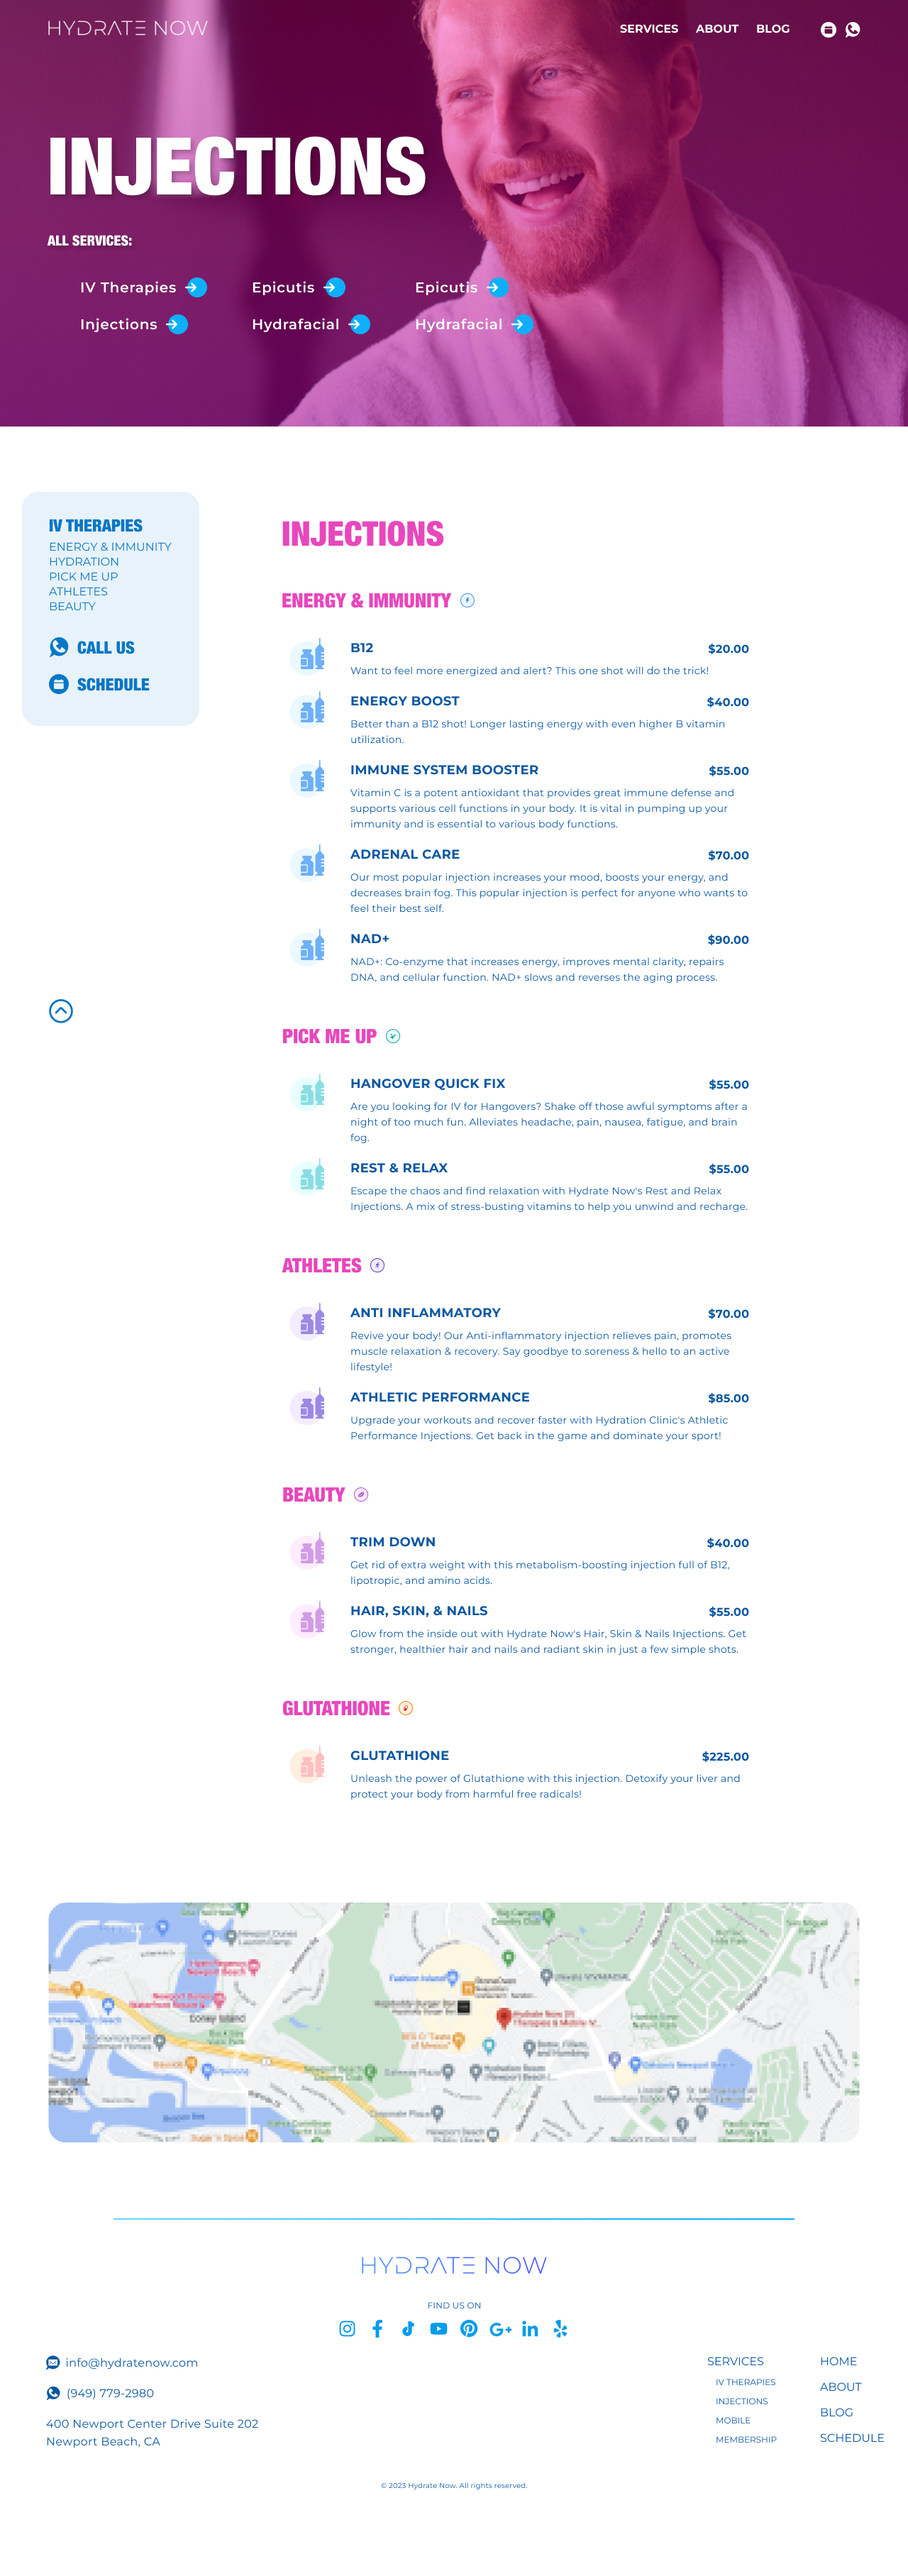 HYDRATE NOW
SERVICES ABOUT BLOG
INJECTIONS
ALL SERVICES:
IV Therapies Epicutis Epicutis
Injections Hydrafacial Hydrafacial
IV THERAPIES
ENERGY & IMMUNITY
HYDRATION
PICK ME UP
ATHLETES
BEAUTY
CALL US
SCHEDULE
INJECTIONS
ENERGY & IMMUNITY
B12 $20.00
Want to feel more energized and alert? This one shot will do the trick!
ENERGY BOOST $40.00
Better than a B12 shot! Longer lasting energy with even higher B vitamin
utilization.
IMMUNE SYSTEM BOOSTER $55.00
Vitamin C is a potent antioxidant that provides great immune defense and
supports various cell functions in your body. It is vital in pumping up your
immunity and is essential to various body functions.
ADRENAL CARE $70.00
Our most popular injection increases your mood, boosts your energy, and
decreases brain fog. This popular injection is perfect for anyone who wants to
feel their best self.
NAD+ $90.00
NAD+: Co-enzyme that increases energy, improves mental clarity, repairs
DNA, and cellular function. NAD+ slows and reverses the aging process.
PICK ME UP
HANGOVER QUICK FIX $55.00
Are you looking for IV for Hangovers? Shake off those awful symptoms after a
night of too much fun. Alleviates headache, pain, nausea, fatigue, and brain
fog.
REST & RELAX $55.00
Escape the chaos and find relaxation with Hydrate Now's Rest and Relax
Injections. A mix of stress-busting vitamins to help you unwind and recharge.
ATHLETES
ANTI INFLAMMATORY $70.00
Revive your body! Our Anti-inflammatory injection relieves pain, promotes
muscle relaxation & recovery. Say goodbye to soreness & hello to an active
lifestyle!
ATHLETIC PERFORMANCE $85.00
Upgrade your workouts and recover faster with Hydration Clinic's Athletic
Performance Injections. Get back in the game and dominate your sport!
BEAUTY
TRIM DOWN $40.00
Get rid of extra weight with this metabolism-boosting injection full of B12,
lipotropic, and amino acids.
HAIR, SKIN, & NAILS $55.00
Glow from the inside out with Hydrate Now's Hair, Skin & Nails Injections. Get
stronger, healthier hair and nails and radiant skin in just a few simple shots.
GLUTATHIONE
GLUTATHIONE $225.00
Unleash the power of Glutathione with this injection. Detoxify your liver and
protect your body from harmful free radicals!
Fashion Island
Hydrate Now
HYDRATE NOW
FIND US ON
info@hydratenow.com
(949) 779-2980
400 Newport Center Drive Suite 202
Newport Beach, CA
SERVICES
IV THERAPIES
INJECTIONS
MOBILE
MEMBERSHIP
HOME
ABOUT
BLOG
SCHEDULE
© 2023 Hydrate Now. All rights reserved.